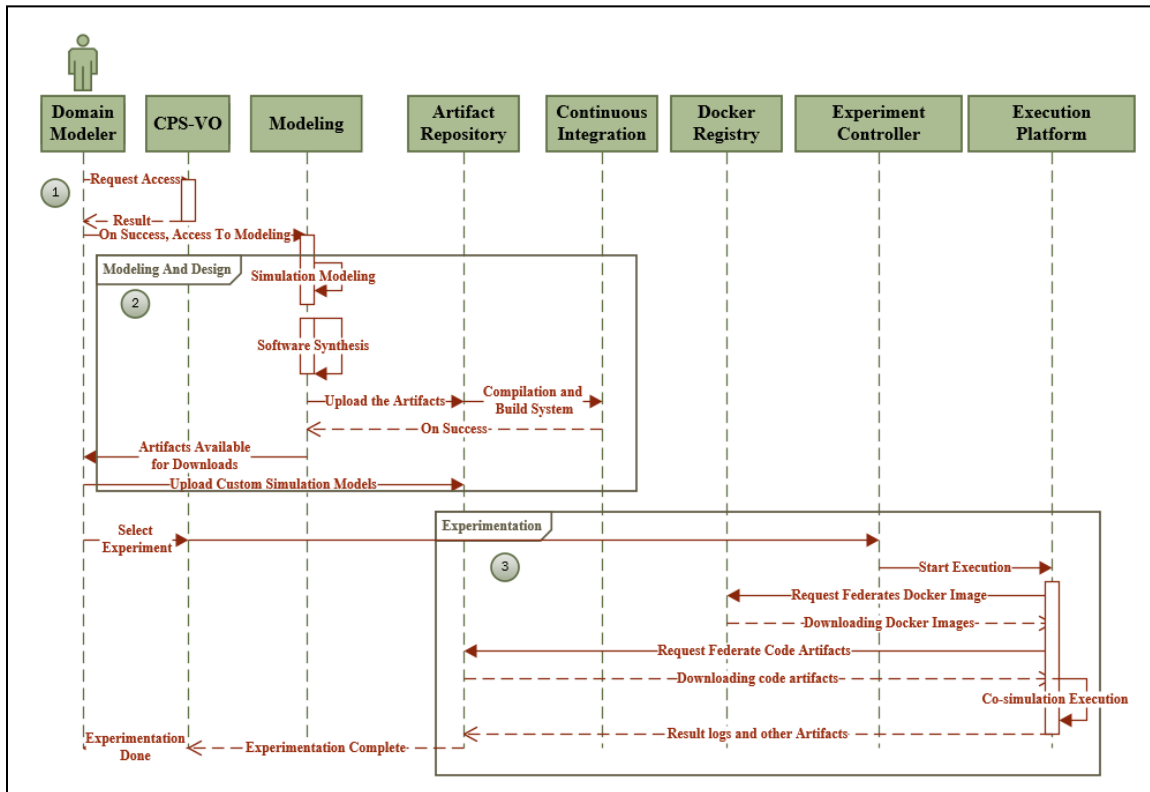 Domain
Modeler
CPS-VO
Modeling
Artifact
Repository
Continuous
Integration
Docker
Registry
Experiment
Controller
Execution
Platform
1
Request Access
Result
On Success, Access To Modeling
Modeling And Design
2
Simulation Modeling
Software Synthesis
Upload the Artifacts
Compilation and
Build System
On Success
Artifacts Available
for Downloads
Upload Custom Simulation Models
Experimentation
3
Select
Experiment
Start Execution
Request Federates Docker Image
Downloading Docker Images
Request Federate Code Artifacts
Downloading code artifacts
Co-simulation Execution
Result logs and other Artifacts
Experimentation Complete
Experimentation
Done